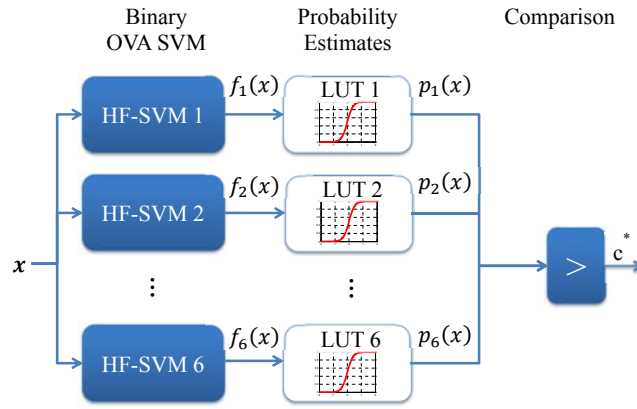 Binary
OVA SVM
Probability
Estimates
Comparison
HF-SVM 1
f₁(x)
LUT 1
p₁(x)
HF-SVM 2
f₂(x)
LUT 2
p₂(x)
x
⋮
⋮
>
c*
HF-SVM 6
f₆(x)
LUT 6
p₆(x)